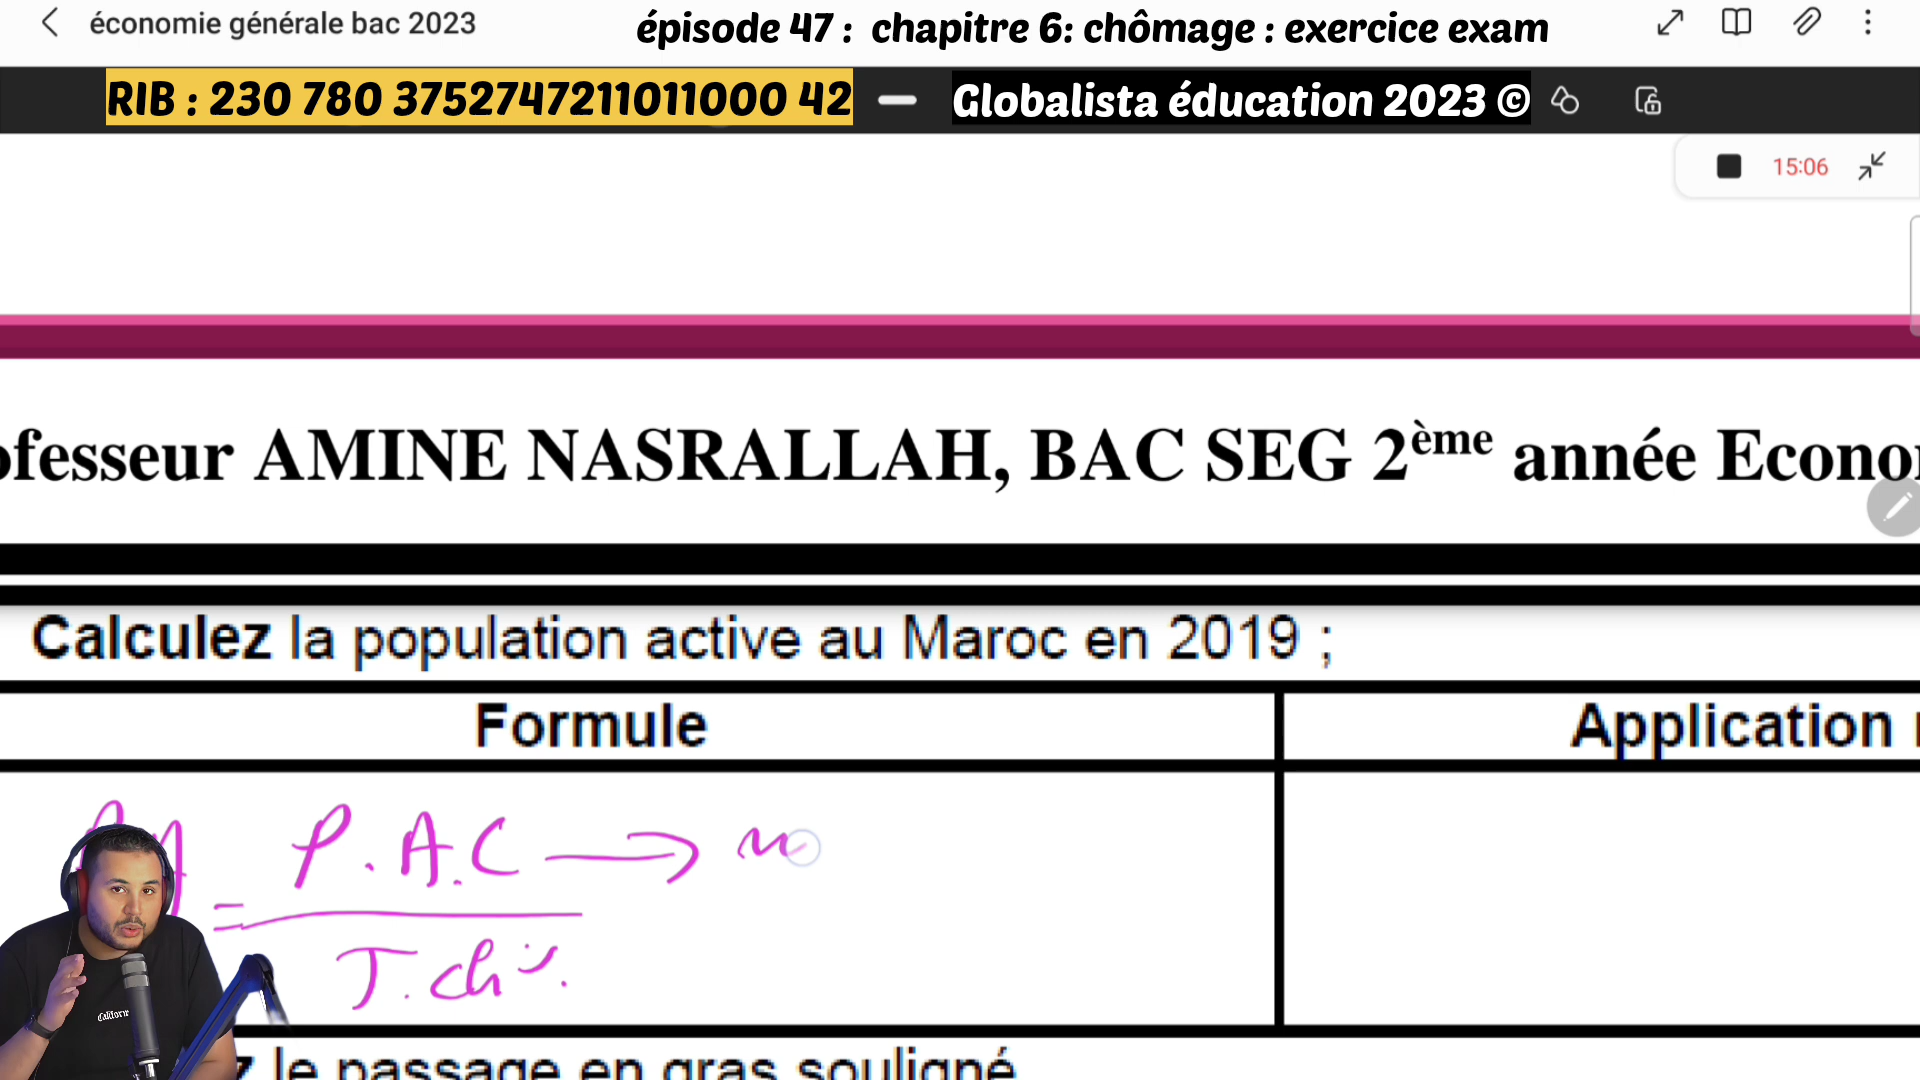 économie générale bac 2023
épisode 47 : chapitre 6: chômage : exercice exam
RIB : 230 780 3752747211011000 42
Globalista éducation 2023 ©
15:06
ofesseur AMINE NASRALLAH, BAC SEG 2ème année Econo
Calculez la population active au Maroc en 2019 ;
Formule
Application
= P.A.C →
T.ch%.
z le passage en gras souligné